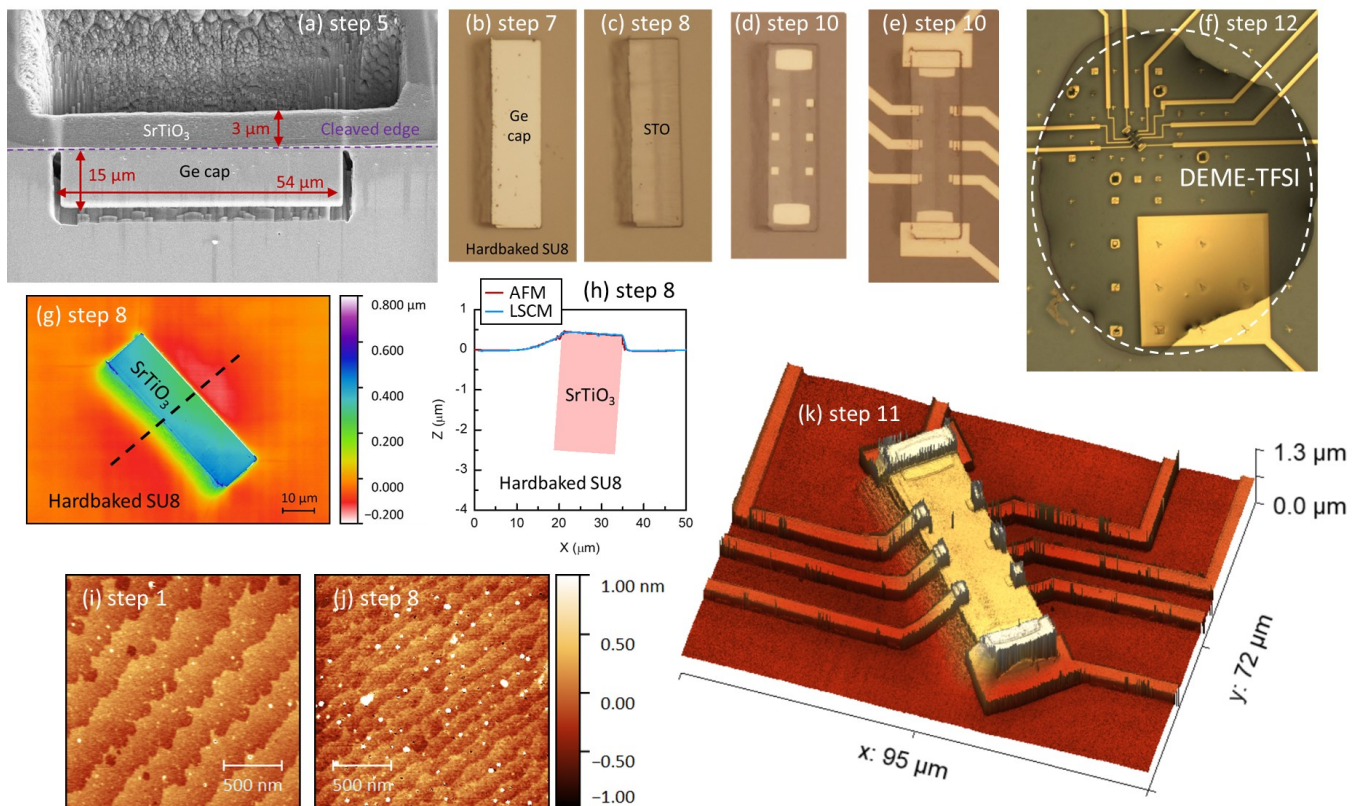 (a) step 5
SrTiO₃
3 μm
Cleaved edge
15 μm
Ge cap
54 μm
(b) step 7
Ge
cap
Hardbaked SU8
(c) step 8
STO
(d) step 10
(e) step 10
(f) step 12
DEME-TFSI
(g) step 8
SrTiO₃
Hardbaked SU8
10 μm
0.800 μm
0.600
0.400
0.200
0.000
−0.200
(h) step 8
AFM
LSCM
1
0
-1
-2
-3
-4
Z (μm)
SrTiO₃
Hardbaked SU8
0 10 20 30 40 50
X (μm)
(i) step 1
500 nm
(j) step 8
500 nm
1.00 nm
0.50
0.00
−0.50
−1.00
(k) step 11
1.3 μm
0.0 μm
y: 72 μm
x: 95 μm